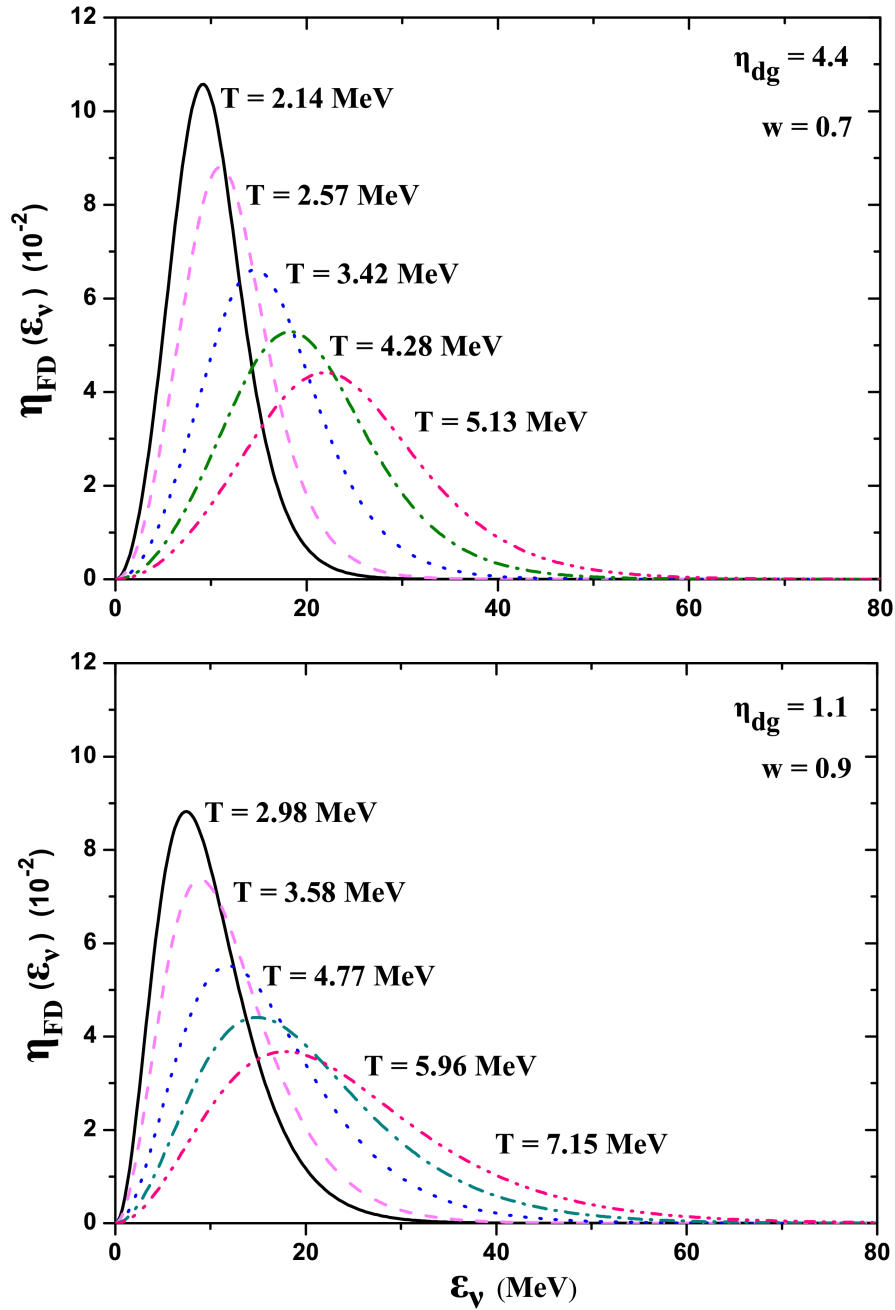 12
10
8
6
4
2
0
η_FD (ε_ν) (10⁻²)
η_dg = 4.4
w = 0.7
T = 2.14 MeV
T = 2.57 MeV
T = 3.42 MeV
T = 4.28 MeV
T = 5.13 MeV
0 20 40 60 80
12
10
8
6
4
2
0
η_FD (ε_ν) (10⁻²)
η_dg = 1.1
w = 0.9
T = 2.98 MeV
T = 3.58 MeV
T = 4.77 MeV
T = 5.96 MeV
T = 7.15 MeV
0 20 40 60 80
ε_ν (MeV)